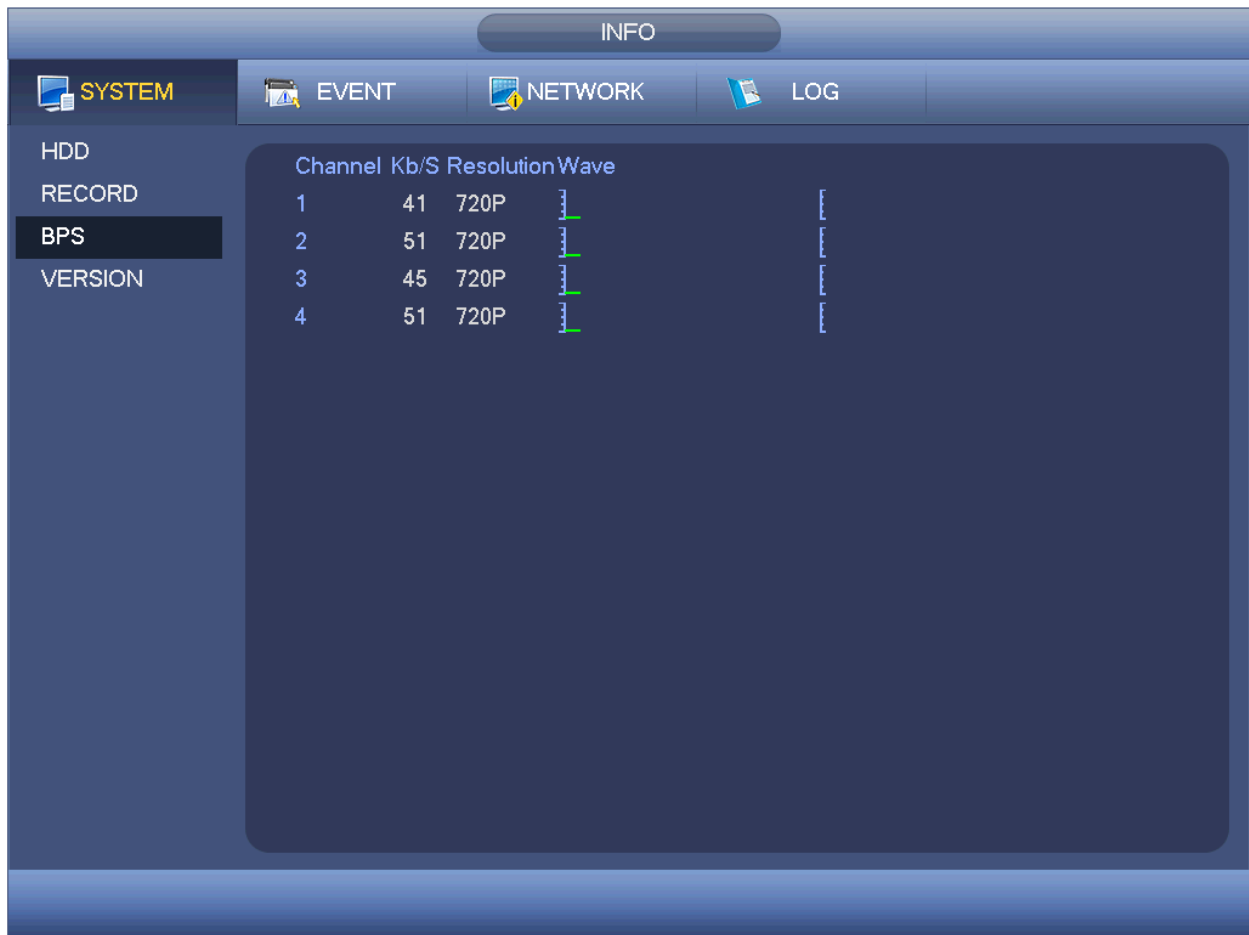 INFO
SYSTEM EVENT NETWORK LOG
HDD
RECORD
BPS
VERSION
Channel Kb/S Resolution Wave
1 41 720P
2 51 720P
3 45 720P
4 51 720P